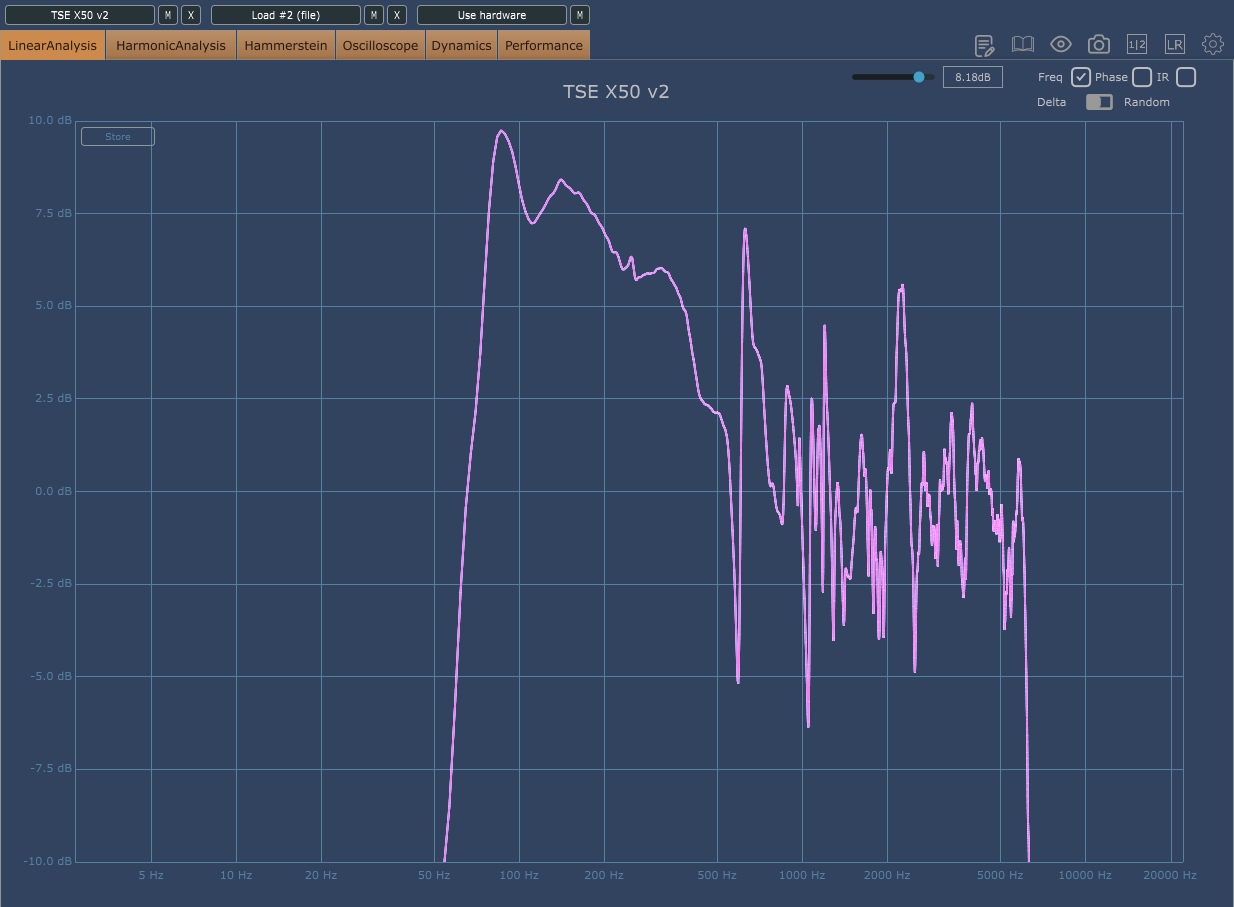 TSE X50 v2 M X Load #2 (file) M X Use hardware M
LinearAnalysis HarmonicAnalysis Hammerstein Oscilloscope Dynamics Performance 1|2 LR
8.18dB Freq Phase IR
TSE X50 v2
Delta Random
10.0 dB
Store
7.5 dB
5.0 dB
2.5 dB
0.0 dB
-2.5 dB
-5.0 dB
-7.5 dB
-10.0 dB
5 Hz 10 Hz 20 Hz 50 Hz 100 Hz 200 Hz 500 Hz 1000 Hz 2000 Hz 5000 Hz 10000 Hz 20000 Hz